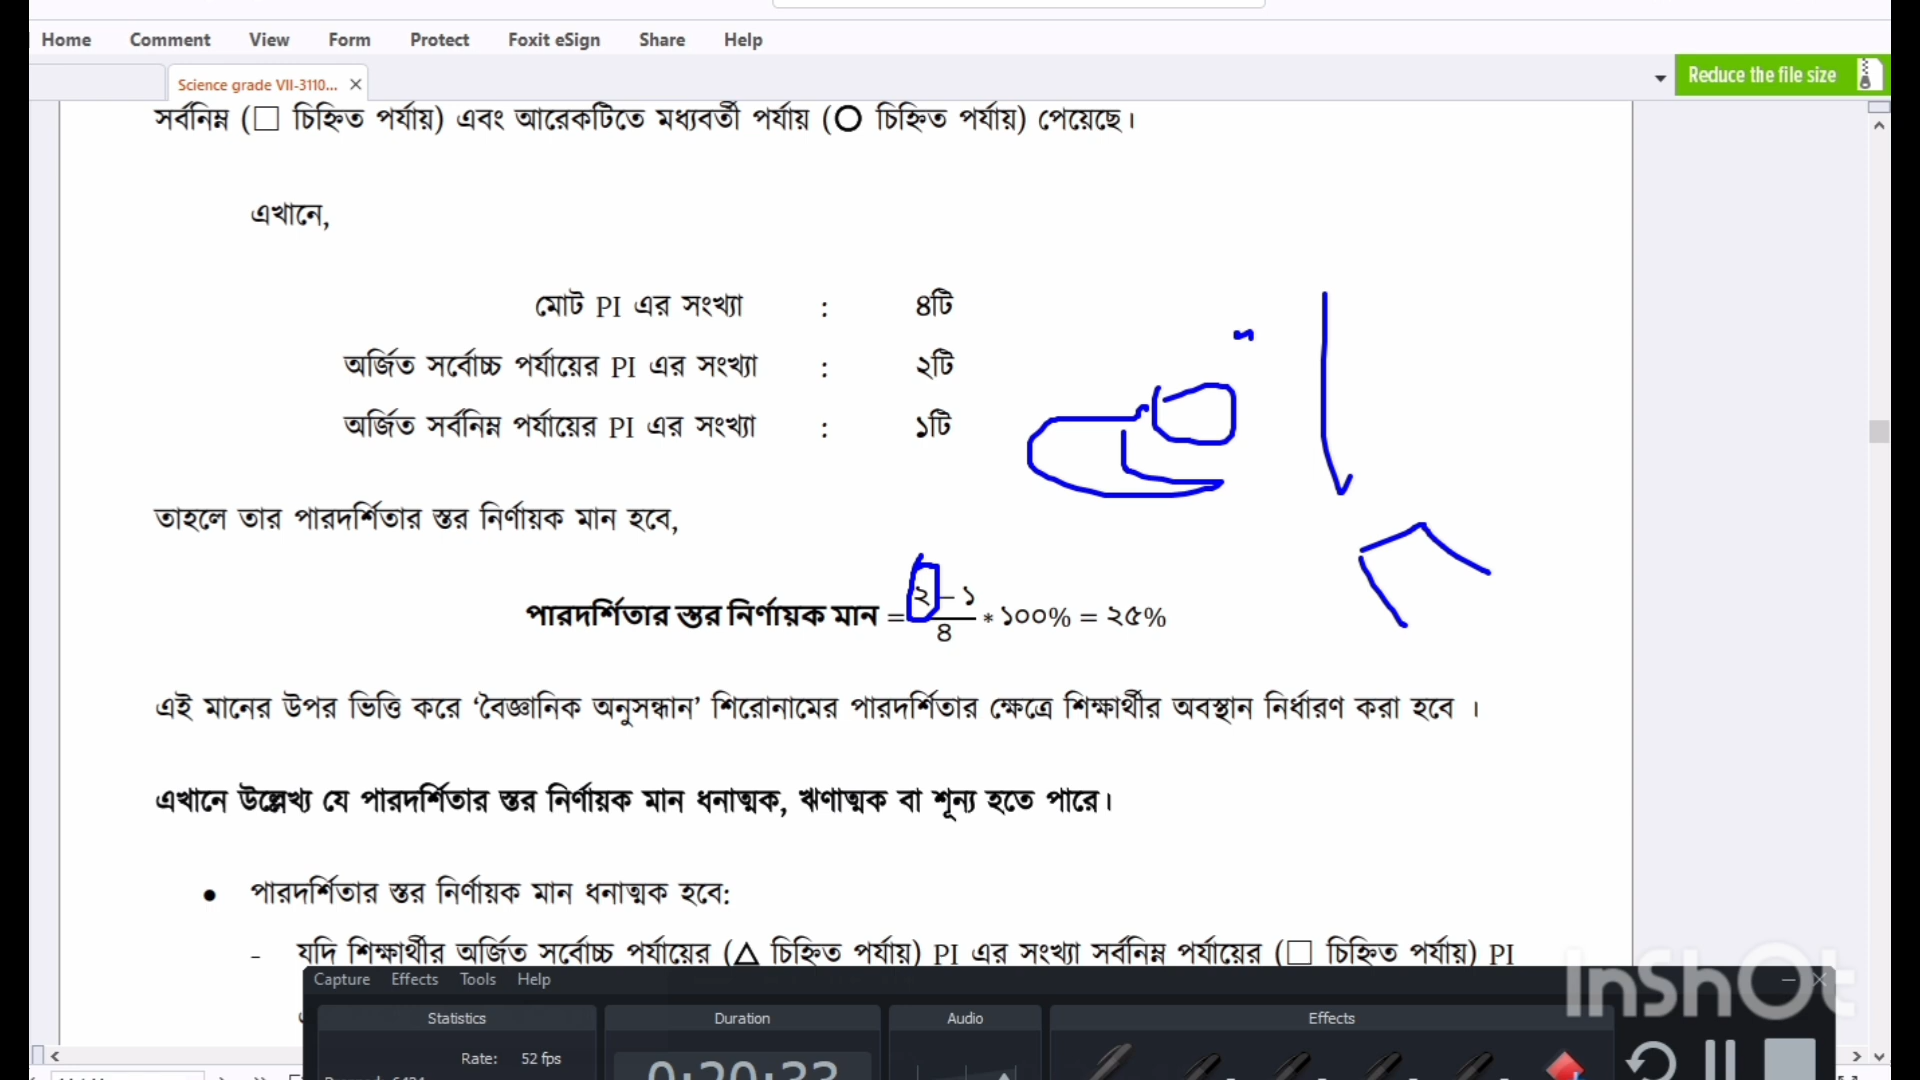 Home Comment View Form Protect Foxit eSign Share Help
Science grade VII-3110... Reduce the file size
সর্বনিম্ন (□ চিহ্নিত পর্যায়) এবং আরেকটিতে মধ্যবর্তী পর্যায় (○ চিহ্নিত পর্যায়) পেয়েছে।
এখানে,
মোট PI এর সংখ্যা : ৪টি
অর্জিত সর্বোচ্চ পর্যায়ের PI এর সংখ্যা : ২টি
অর্জিত সর্বনিম্ন পর্যায়ের PI এর সংখ্যা : ১টি
তাহলে তার পারদর্শিতার স্তর নির্ণায়ক মান হবে,
পারদর্শিতার স্তর নির্ণায়ক মান = (২ – ১)/৪ * ১০০% = ২৫%
এই মানের উপর ভিত্তি করে ‘বৈজ্ঞানিক অনুসন্ধান’ শিরোনামের পারদর্শিতার ক্ষেত্রে শিক্ষার্থীর অবস্থান নির্ধারণ করা হবে ।
এখানে উল্লেখ্য যে পারদর্শিতার স্তর নির্ণায়ক মান ধনাত্মক, ঋণাত্মক বা শূন্য হতে পারে।
• পারদর্শিতার স্তর নির্ণায়ক মান ধনাত্মক হবে:
- যদি শিক্ষার্থীর অর্জিত সর্বোচ্চ পর্যায়ের (△ চিহ্নিত পর্যায়) PI এর সংখ্যা সর্বনিম্ন পর্যায়ের (□ চিহ্নিত পর্যায়) PI
InShOt
Capture Effects Tools Help
Statistics Duration Audio Effects
Rate: 52 fps
0:20:33